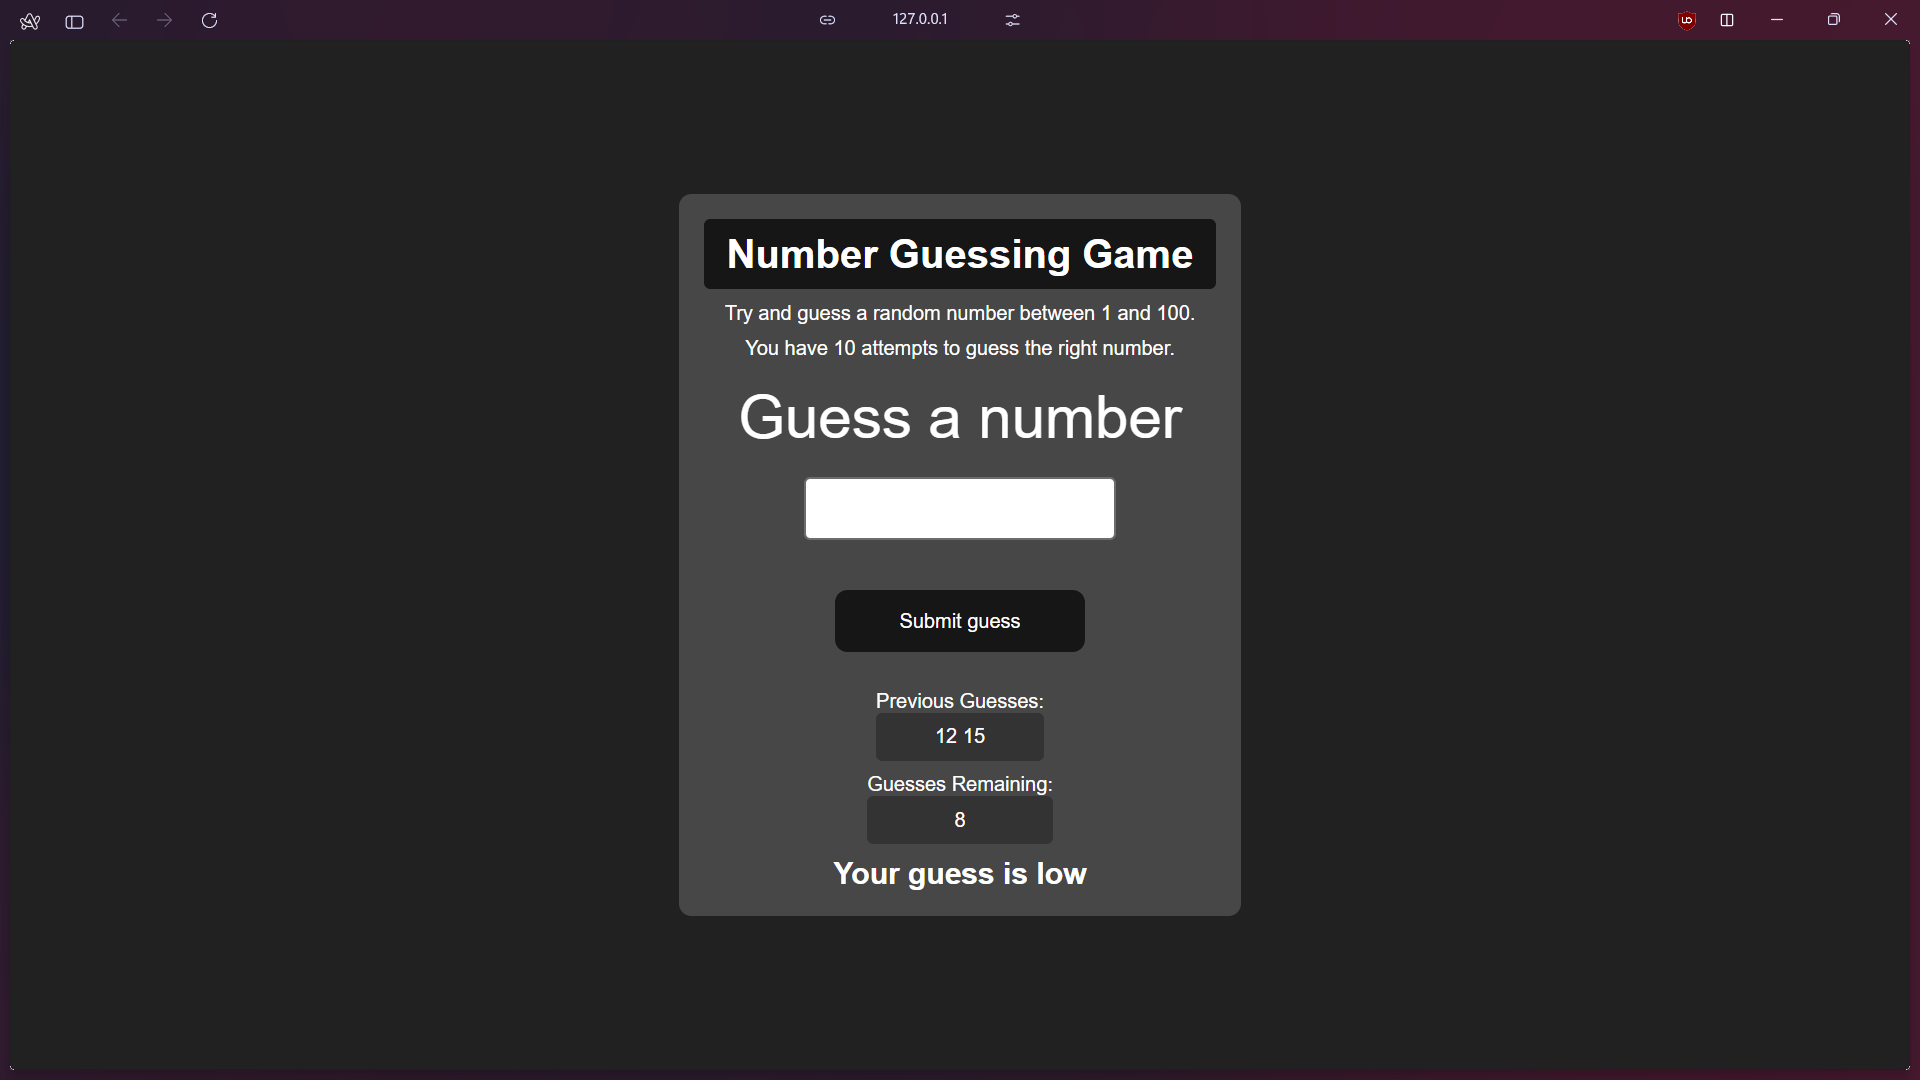 127.0.0.1
Number Guessing Game
Try and guess a random number between 1 and 100.
You have 10 attempts to guess the right number.
Guess a number
Submit guess
Previous Guesses:
12 15
Guesses Remaining:
8
Your guess is low